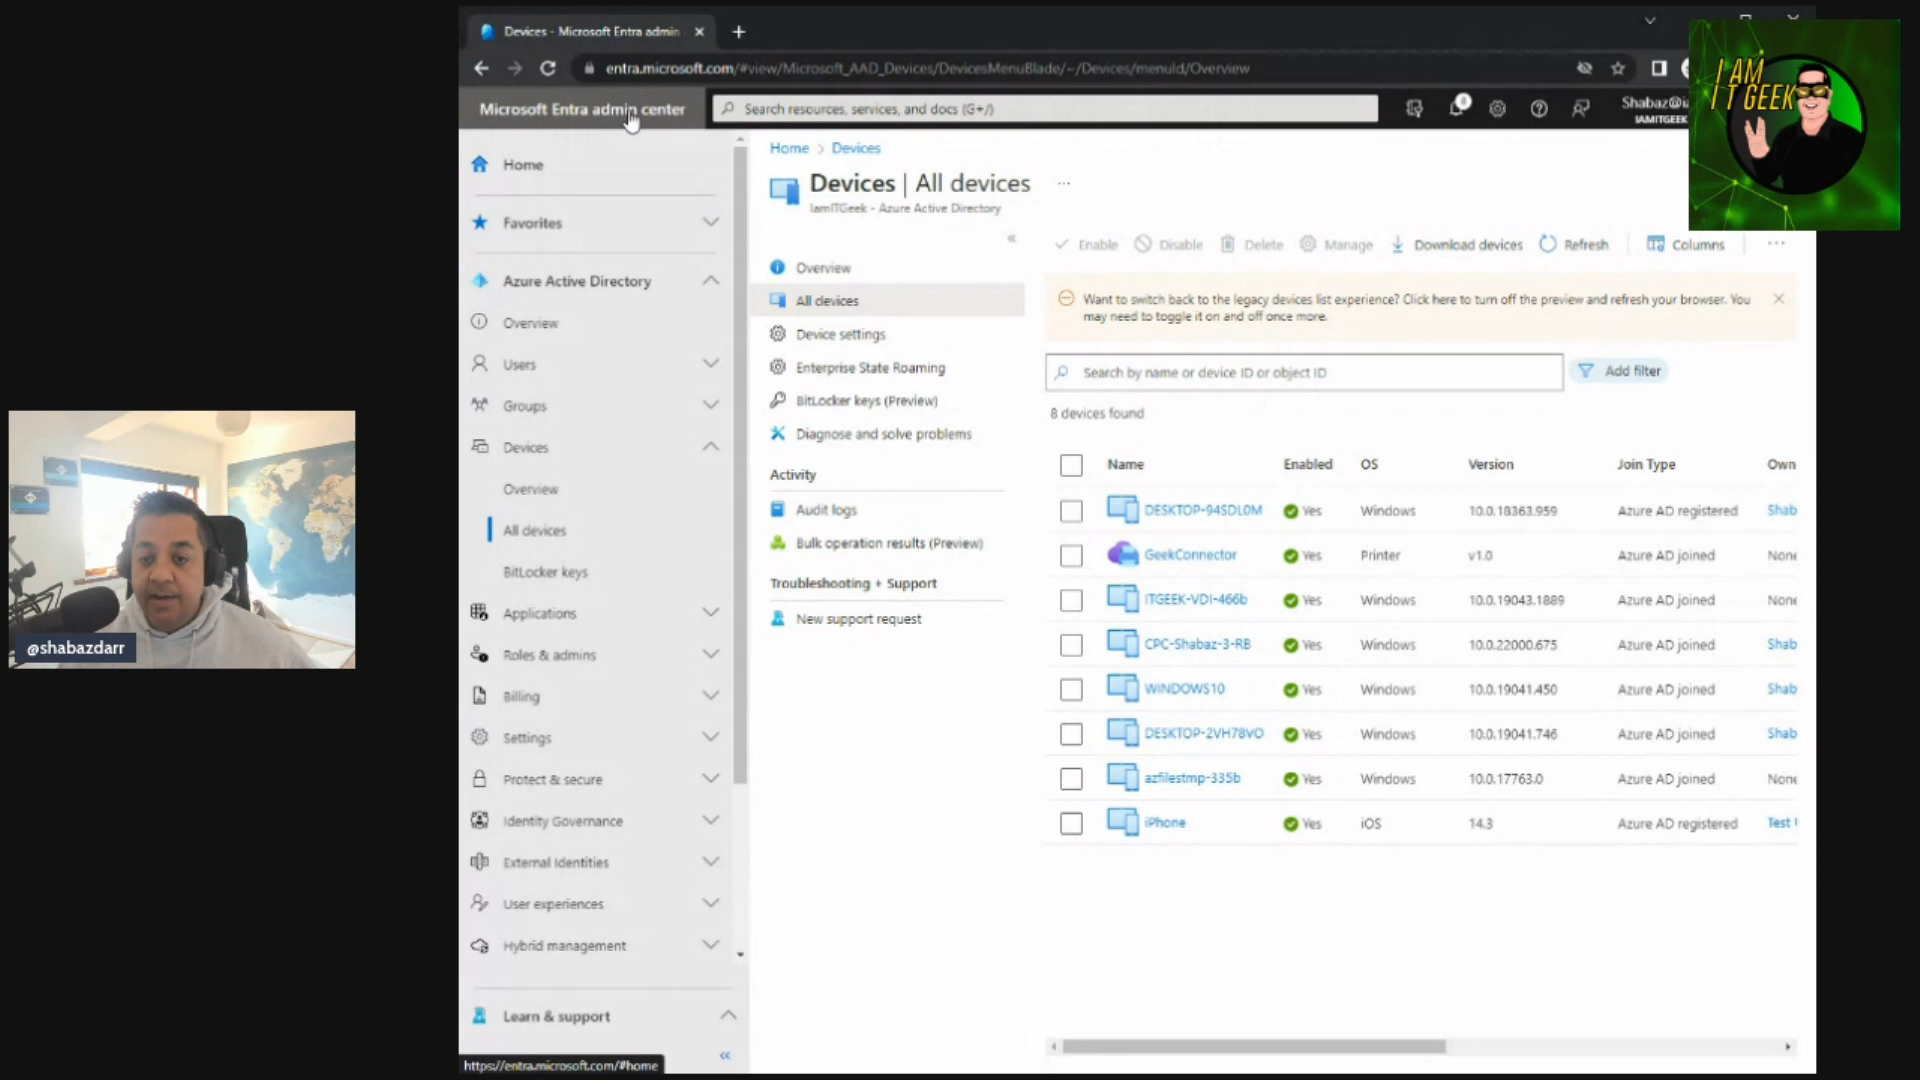 Devices - Microsoft Entra admin
entra.microsoft.com/#view/Microsoft_AAD_Devices/DevicesMenuBlade/~/Devices/menuId/Overview
Microsoft Entra admin center
Search resources, services, and docs (G+/)
Shabaz@ia
IAMITGEEK
I AM
IT GEEK
Home
Favorites
Azure Active Directory
Overview
Users
Groups
Devices
Overview
All devices
BitLocker keys
Applications
Roles & admins
Billing
Settings
Protect & secure
Identity Governance
External Identities
User experiences
Hybrid management
Learn & support
https://entra.microsoft.com/#home
Home > Devices
Devices | All devices
IamITGeek - Azure Active Directory
Overview
All devices
Device settings
Enterprise State Roaming
BitLocker keys (Preview)
Diagnose and solve problems
Activity
Audit logs
Bulk operation results (Preview)
Troubleshooting + Support
New support request
Enable Disable Delete Manage Download devices Refresh Columns
Want to switch back to the legacy devices list experience? Click here to turn off the preview and refresh your browser. You
may need to toggle it on and off once more.
Search by name or device ID or object ID
Add filter
8 devices found
Name Enabled OS Version Join Type Own
DESKTOP-94SDL0M Yes Windows 10.0.18363.959 Azure AD registered Shab
GeekConnector Yes Printer v1.0 Azure AD joined None
ITGEEK-VDI-466b Yes Windows 10.0.19043.1889 Azure AD joined None
CPC-Shabaz-3-RB Yes Windows 10.0.22000.675 Azure AD joined Shab
WINDOWS10 Yes Windows 10.0.19041.450 Azure AD joined Shab
DESKTOP-2VH78VO Yes Windows 10.0.19041.746 Azure AD joined Shab
azfilestmp-335b Yes Windows 10.0.17763.0 Azure AD joined None
iPhone Yes iOS 14.3 Azure AD registered Test
@shabazdarr